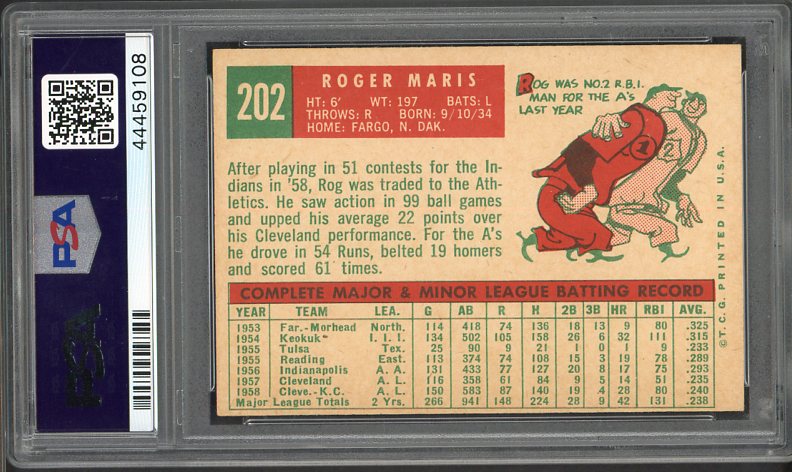 44459108
PSA
PSA
202
ROGER MARIS
HT: 6' WT: 197 BATS: L
THROWS: R BORN: 9/10/34
HOME: FARGO, N. DAK.
ROG WAS NO.2 R.B.I.
MAN FOR THE A's
LAST YEAR
1
2
After playing in 51 contests for the In-
dians in '58, Rog was traded to the Ath-
letics. He saw action in 99 ball games
and upped his average 22 points over
his Cleveland performance. For the A's
he drove in 54 Runs, belted 19 homers
and scored 61 times.
©T.C.G. PRINTED IN U.S.A.
COMPLETE MAJOR & MINOR LEAGUE BATTING RECORD
YEAR TEAM LEA. G AB R H 2B 3B HR RBI AVG.
1953 Far.-Morhead North. 114 418 74 136 18 13 9 80 .325
1954 Keokuk I. I. I. 134 502 105 158 26 6 32 111 .315
1955 Tulsa Tex. 25 90 9 21 1 0 1 9 .233
1955 Reading East. 113 374 74 108 15 3 19 78 .289
1956 Indianapolis A. A. 131 433 77 127 20 8 17 75 .293
1957 Cleveland A. L. 116 358 61 84 9 5 14 51 .235
1958 Cleve.-K.C. A. L. 150 583 87 140 19 4 28 80 .240
Major League Totals 2 Yrs. 266 941 148 224 28 9 42 131 .238